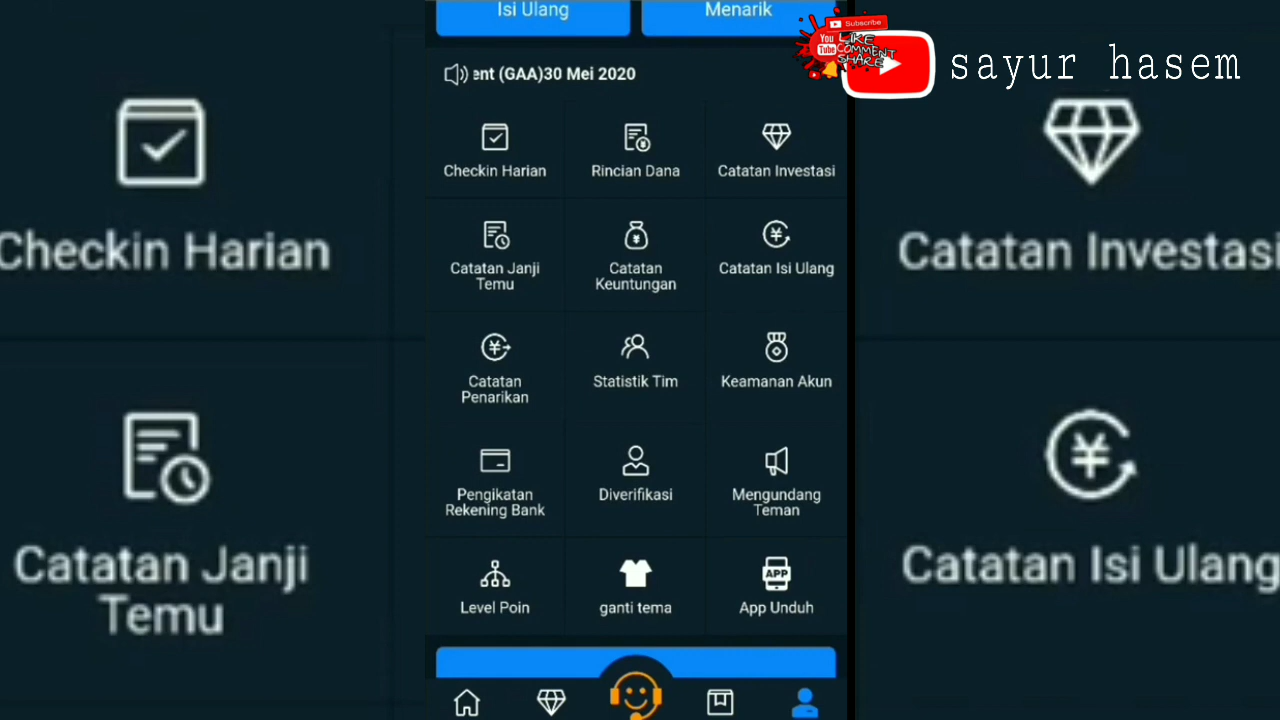 Isi Ulang
Menarik
Subscribe
You
Tube
LIKE
COMMENT
SHARE
sayur hasem
ent (GAA)30 Mei 2020
Checkin Harian
Rincian Dana
Catatan Investasi
Catatan Janji
Temu
Catatan
Keuntungan
Catatan Isi Ulang
Catatan
Penarikan
Statistik Tim
Keamanan Akun
Pengikatan
Rekening Bank
Diverifikasi
Mengundang
Teman
Level Poin
ganti tema
APP
App Unduh
Checkin Harian
Catatan Investasi
Catatan Janji
Temu
Catatan Isi Ulang